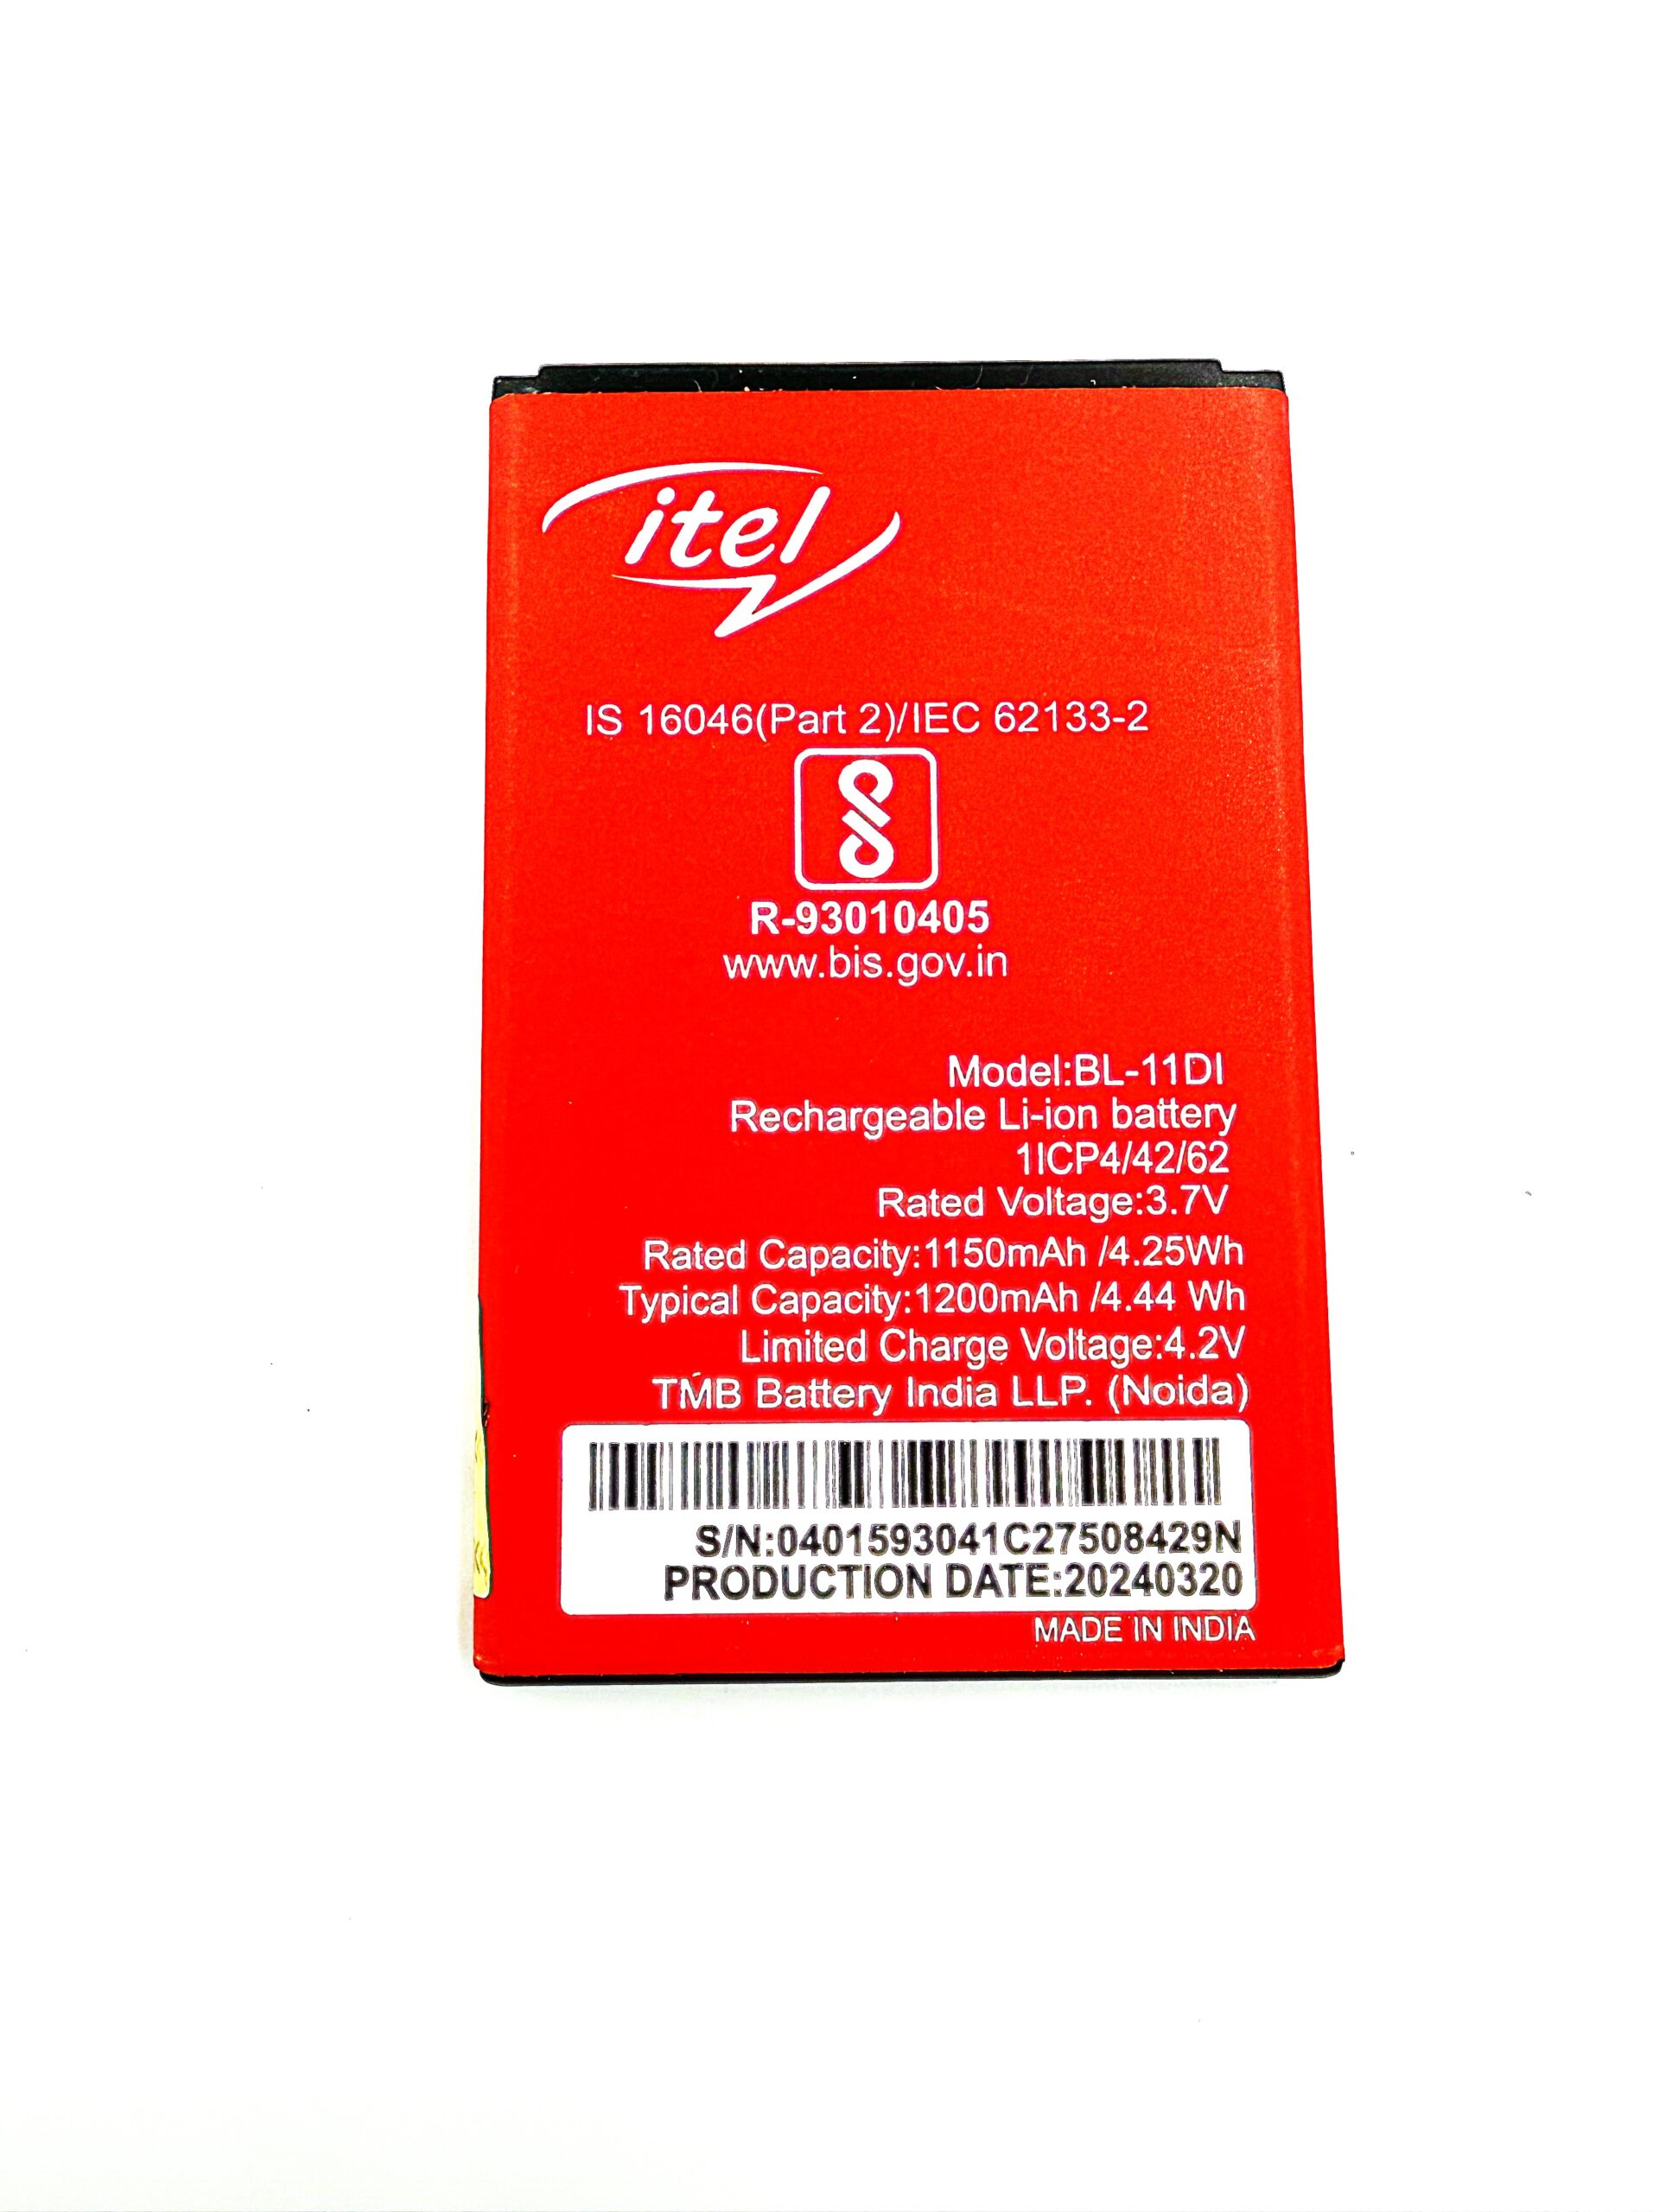 itel
IS 16046(Part 2)/IEC 62133-2
R-93010405
www.bis.gov.in
Model:BL-11DI
Rechargeable Li-ion battery
1ICP4/42/62
Rated Voltage:3.7V
Rated Capacity:1150mAh /4.25Wh
Typical Capacity:1200mAh /4.44 Wh
Limited Charge Voltage:4.2V
TMB Battery India LLP. (Noida)
S/N:0401593041C27508429N
PRODUCTION DATE:20240320
MADE IN INDIA